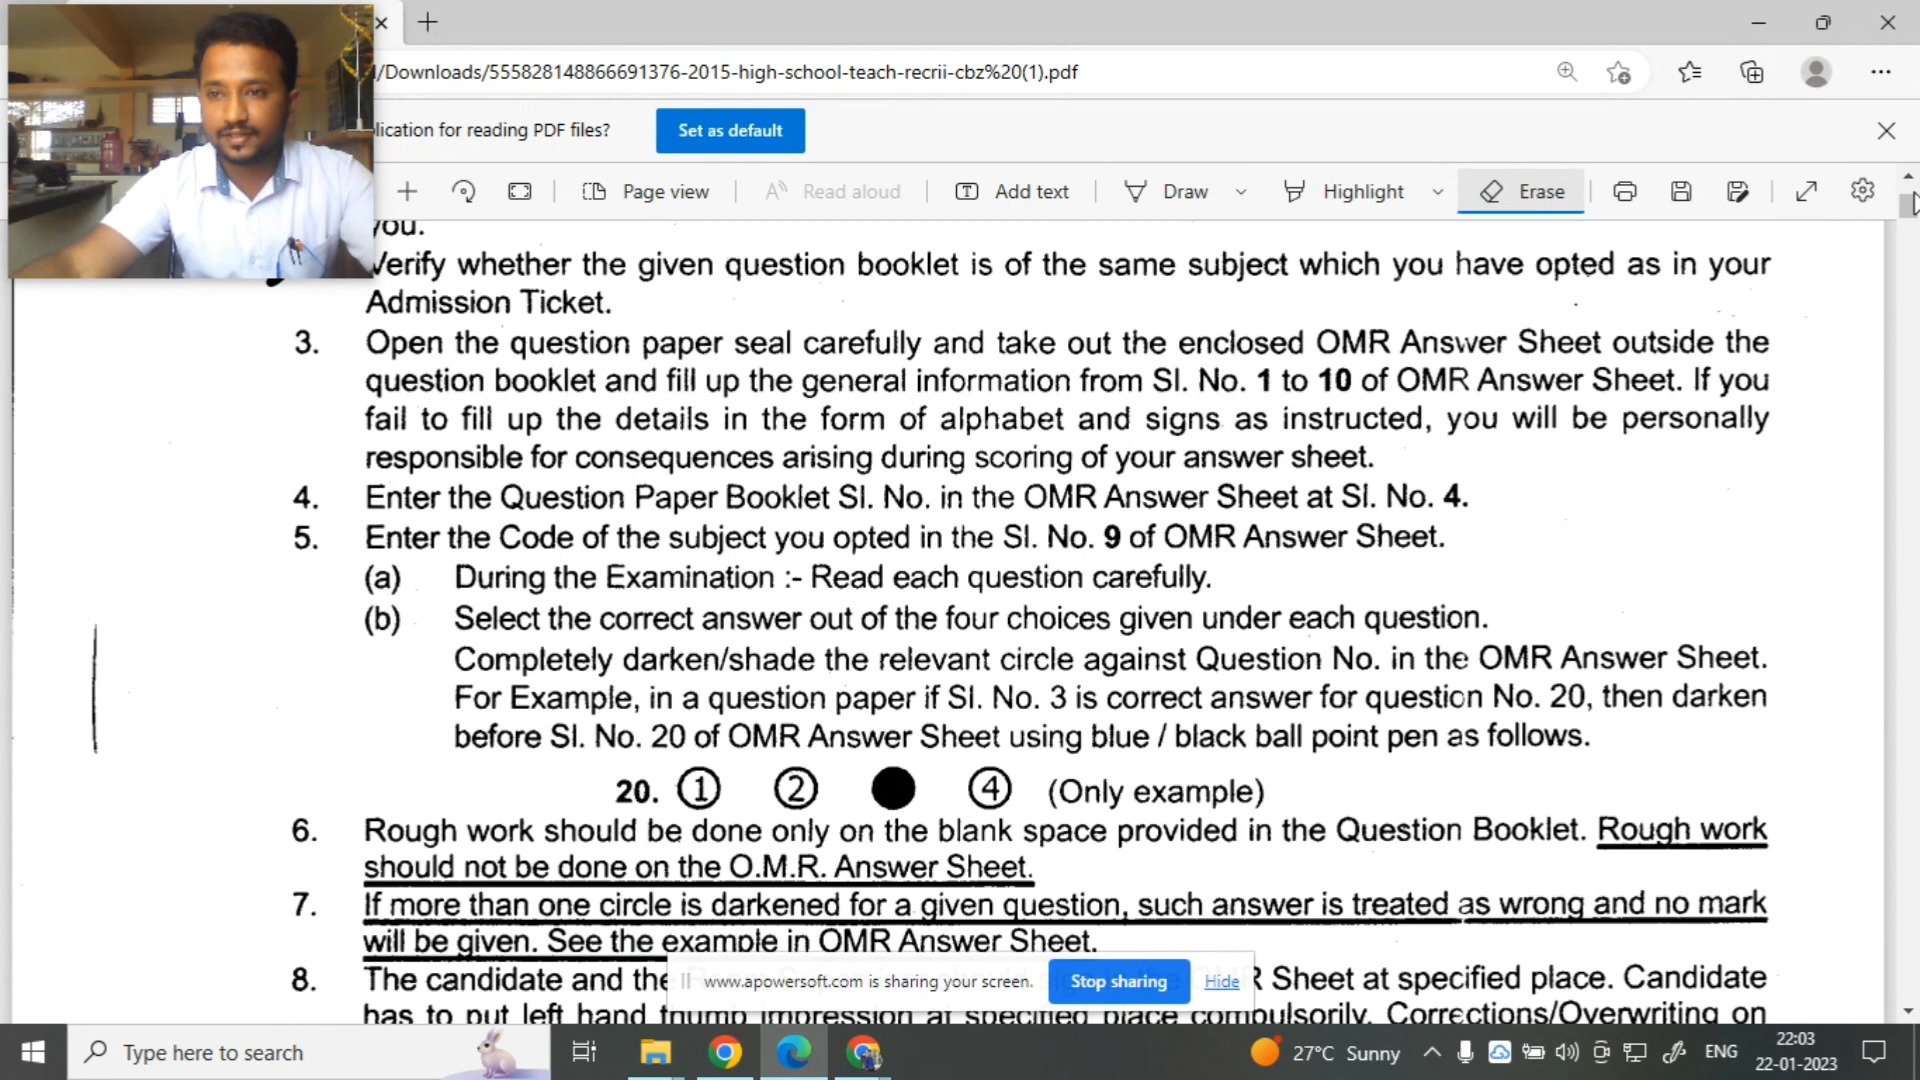 /Downloads/555828148866691376-2015-high-school-teach-recrii-cbz%20(1).pdf
lication for reading PDF files?
Set as default
Page view
Read aloud
Add text
Draw
Highlight
Erase
you.
Verify whether the given question booklet is of the same subject which you have opted as in your
Admission Ticket.
3. Open the question paper seal carefully and take out the enclosed OMR Answer Sheet outside the
question booklet and fill up the general information from Sl. No. 1 to 10 of OMR Answer Sheet. If you
fail to fill up the details in the form of alphabet and signs as instructed, you will be personally
responsible for consequences arising during scoring of your answer sheet.
4. Enter the Question Paper Booklet Sl. No. in the OMR Answer Sheet at Sl. No. 4.
5. Enter the Code of the subject you opted in the Sl. No. 9 of OMR Answer Sheet.
(a) During the Examination :- Read each question carefully.
(b) Select the correct answer out of the four choices given under each question.
Completely darken/shade the relevant circle against Question No. in the OMR Answer Sheet.
For Example, in a question paper if Sl. No. 3 is correct answer for question No. 20, then darken
before Sl. No. 20 of OMR Answer Sheet using blue / black ball point pen as follows.
20. ① ② ● ④ (Only example)
6. Rough work should be done only on the blank space provided in the Question Booklet. Rough work
should not be done on the O.M.R. Answer Sheet.
7. If more than one circle is darkened for a given question, such answer is treated as wrong and no mark
will be given. See the example in OMR Answer Sheet.
8. The candidate and the R Sheet at specified place. Candidate
www.apowersoft.com is sharing your screen. Stop sharing Hide
has to put left hand thumb impression at specified place compulsorily. Corrections/Overwriting on
Type here to search
27°C Sunny
ENG
22:03
22-01-2023